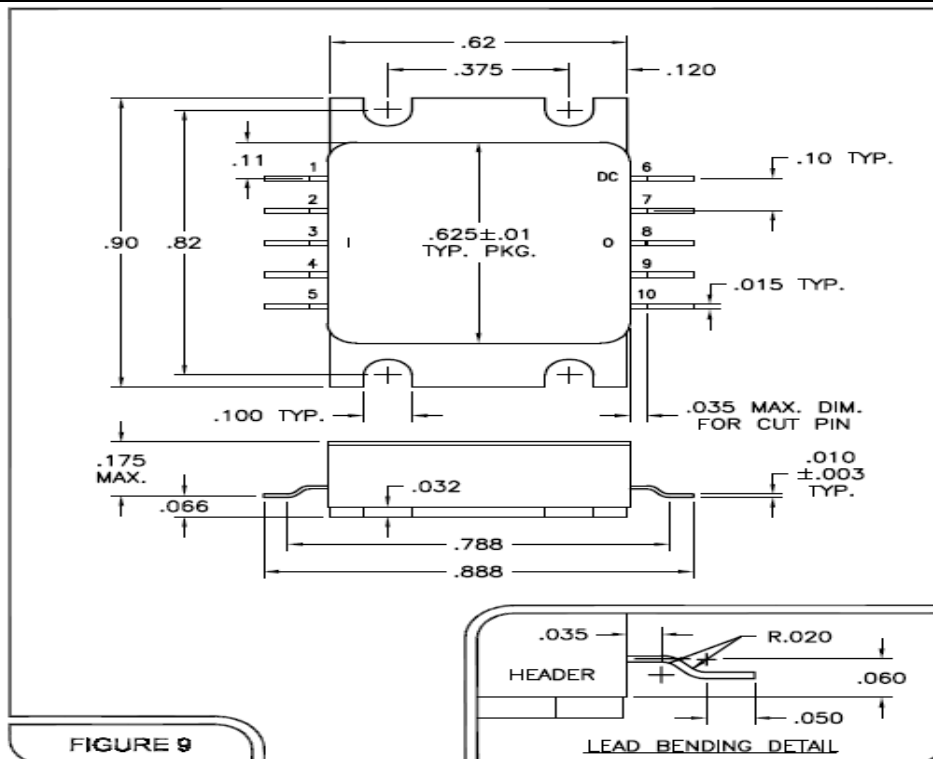 .62
.375
.120
.11
1
DC
6
.10 TYP.
2
7
.90
.82
3
I
.625±.01
TYP. PKG.
O
8
4
9
.015 TYP.
5
10
.100 TYP.
.035 MAX. DIM.
FOR CUT PIN
.175
MAX.
.032
.010
±.003
TYP.
.066
.788
.888
.035
R.020
HEADER
.060
.050
LEAD BENDING DETAIL
FIGURE 9